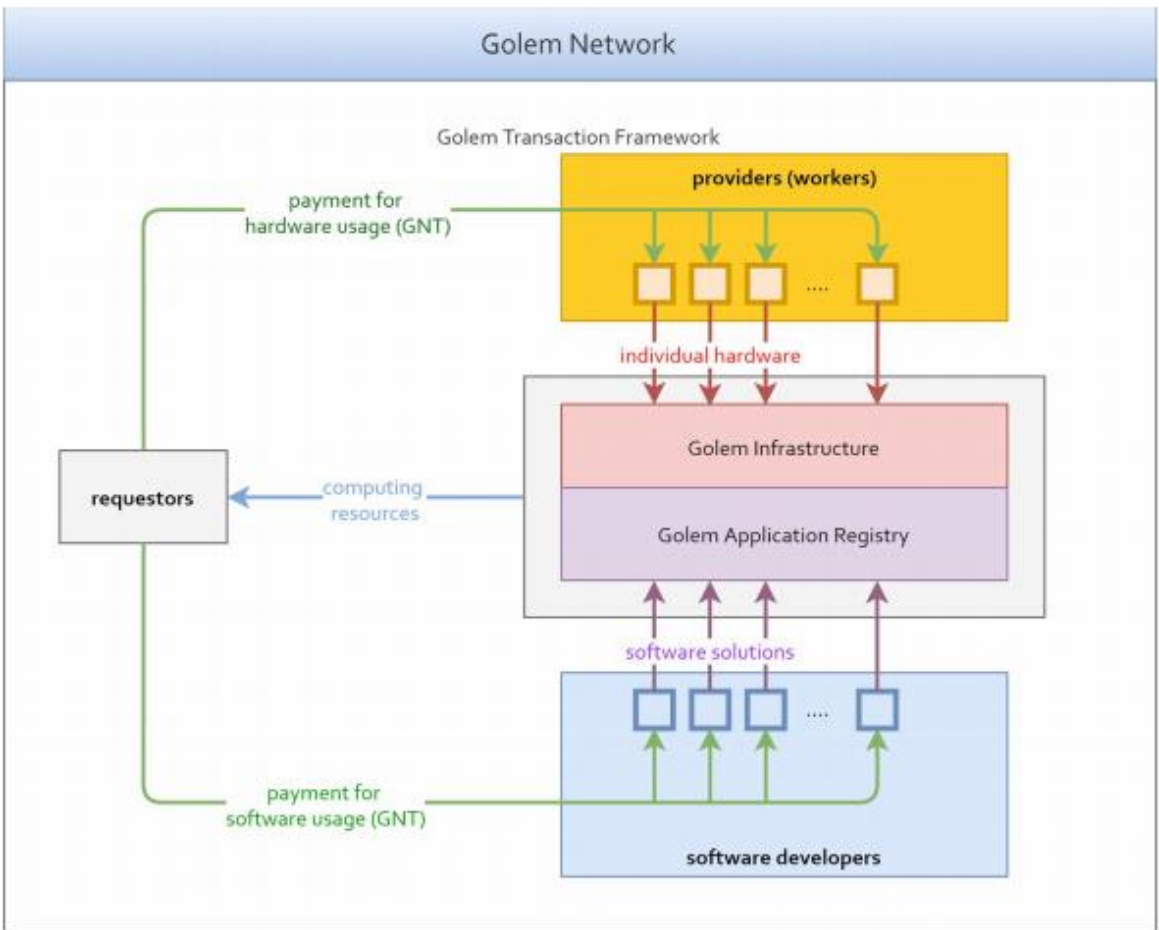 Golem Network
Golem Transaction Framework
providers (workers)
payment for
hardware usage (GNT)
....
individual hardware
Golem Infrastructure
requestors
computing
resources
Golem Application Registry
software solutions
....
payment for
software usage (GNT)
software developers